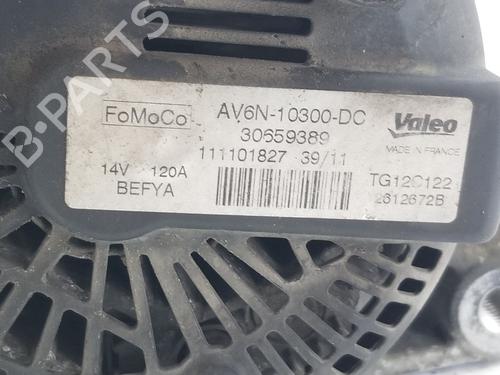 B-PARTS
FoMoCo
AV6N-10300-DC
30659389
111101827 39/11
14V 120A
BEFYA
Valeo
MADE IN FRANCE
TG12C122
2612672B